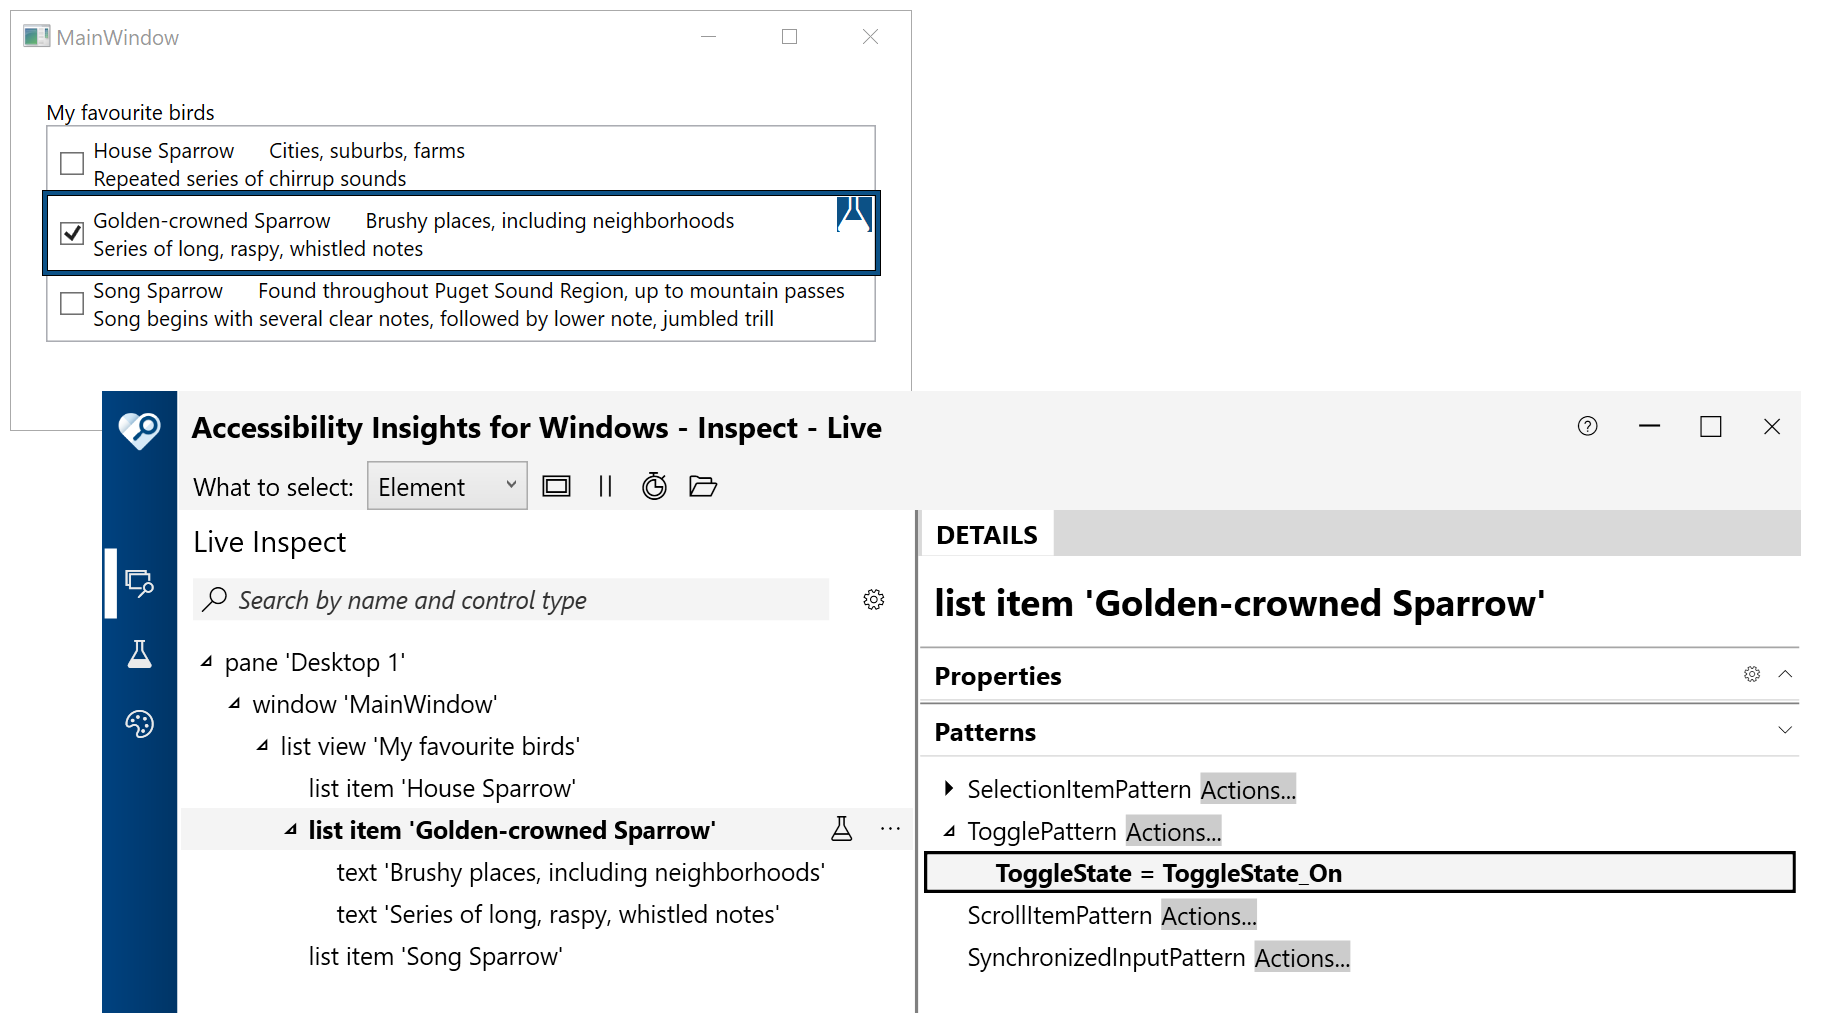 MainWindow
My favourite birds
House Sparrow Cities, suburbs, farms
Repeated series of chirrup sounds
Golden-crowned Sparrow Brushy places, including neighborhoods
Series of long, raspy, whistled notes
Song Sparrow Found throughout Puget Sound Region, up to mountain passes
Song begins with several clear notes, followed by lower note, jumbled trill
Accessibility Insights for Windows - Inspect - Live
What to select: Element
Live Inspect
Search by name and control type
pane 'Desktop 1'
window 'MainWindow'
list view 'My favourite birds'
list item 'House Sparrow'
list item 'Golden-crowned Sparrow'
text 'Brushy places, including neighborhoods'
text 'Series of long, raspy, whistled notes'
list item 'Song Sparrow'
DETAILS
list item 'Golden-crowned Sparrow'
Properties
Patterns
SelectionItemPattern Actions...
TogglePattern Actions...
ToggleState = ToggleState_On
ScrollItemPattern Actions...
SynchronizedInputPattern Actions...